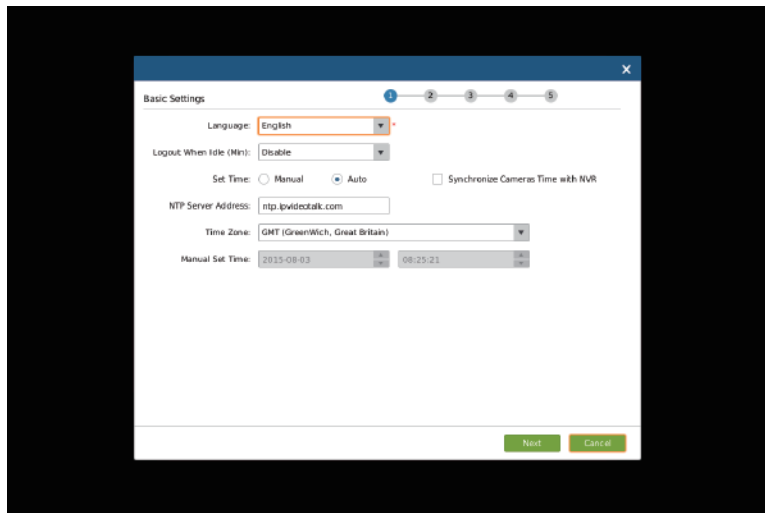 X
Basic Settings 1 2 3 4 5
Language: English *
Logout When Idle (Min): Disable
Set Time: Manual Auto Synchronize Cameras Time with NVR
NTP Server Address: ntp.ipvideotalk.com
Time Zone: GMT (GreenWich, Great Britain)
Manual Set Time: 2015-08-03 08:25:21
Next Cancel